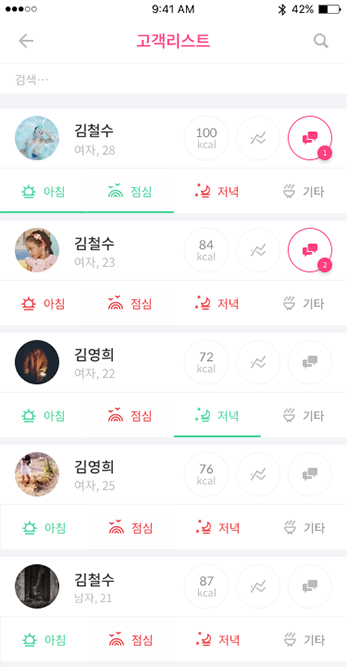 9:41 AM 42%
고객리스트
검색...
김철수
여자, 28
100
kcal
1
아침 점심 저녁 기타
김철수
여자, 23
84
kcal
2
아침 점심 저녁 기타
김영희
여자, 22
72
kcal
아침 점심 저녁 기타
김영희
여자, 25
76
kcal
아침 점심 저녁 기타
김철수
남자, 21
87
kcal
아침 점심 저녁 기타